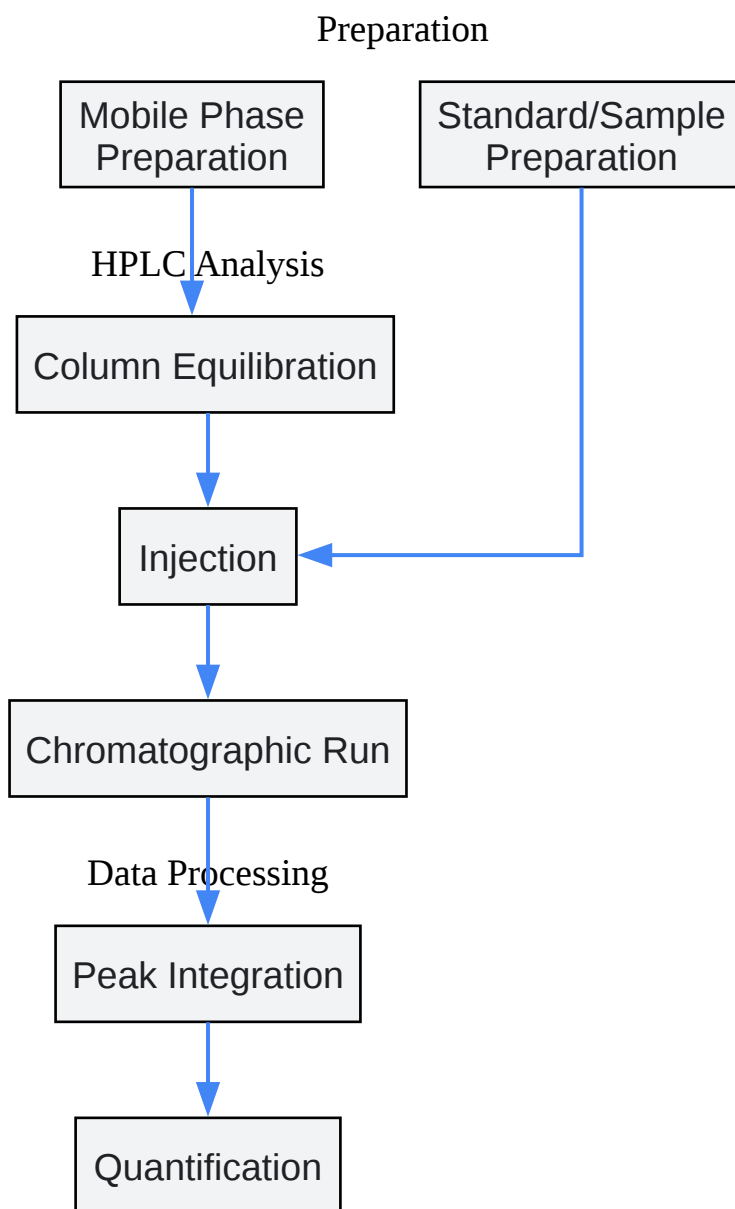 Preparation
Mobile Phase
Preparation
Standard/Sample
Preparation
HPLC Analysis
Column Equilibration
Injection
Chromatographic Run
Data Processing
Peak Integration
Quantification